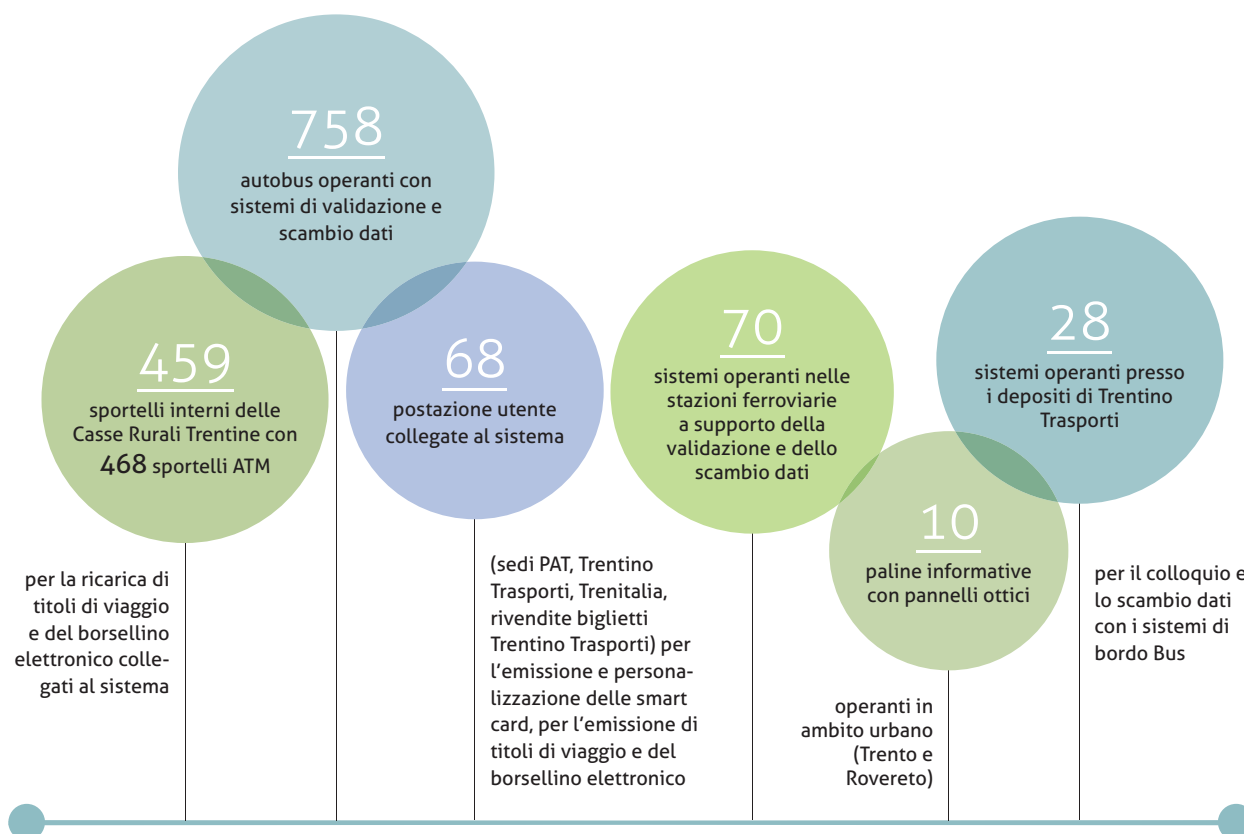 758
autobus operanti con
sistemi di validazione e
scambio dati
459
sportelli interni delle
Casse Rurali Trentine con
468 sportelli ATM
per la ricarica di
titoli di viaggio
e del borsellino
elettronico colle-
gati al sistema
68
postazione utente
collegate al sistema
(sedi PAT, Trentino
Trasporti, Trenitalia,
rivendite biglietti
Trentino Trasporti) per
l’emissione e persona-
lizzazione delle smart
card, per l’emissione di
titoli di viaggio e del
borsellino elettronico
70
sistemi operanti nelle
stazioni ferroviarie
a supporto della
validazione e dello
scambio dati
10
paline informative
con pannelli ottici
operanti in
ambito urbano
(Trento e
Rovereto)
28
sistemi operanti presso
i depositi di Trentino
Trasporti
per il colloquio e
lo scambio dati
con i sistemi di
bordo Bus